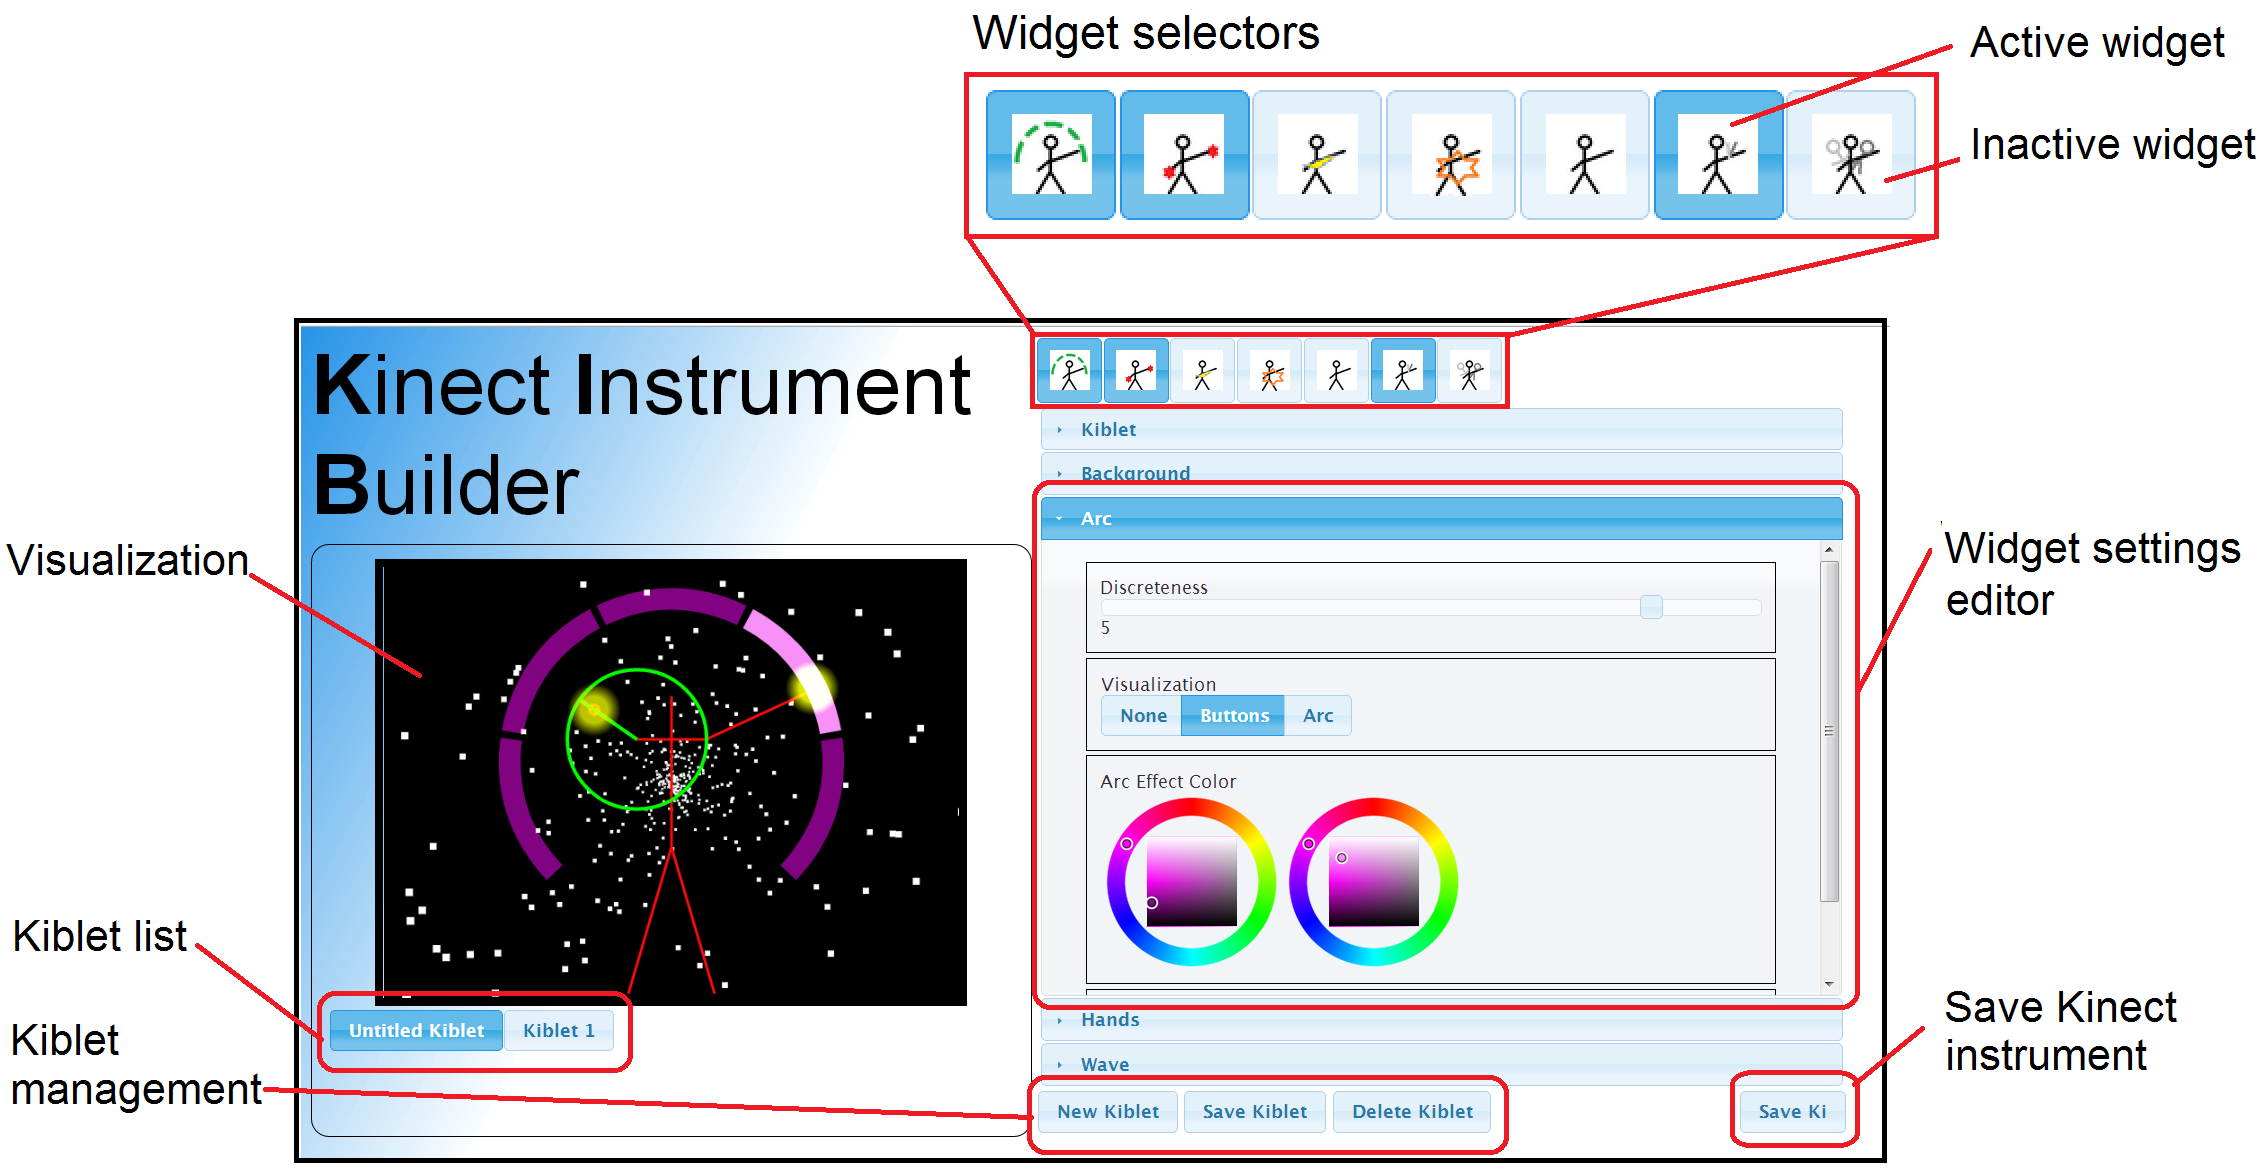 Widget selectors
Active widget
Inactive widget
Kinect Instrument
Builder
Kiblet
Background
Arc
Discreteness
5
Visualization
None Buttons Arc
Arc Effect Color
Hands
Wave
Visualization
Widget settings
editor
Kiblet list
Untitled Kiblet Kiblet 1
Kiblet
management
New Kiblet Save Kiblet Delete Kiblet
Save Ki
Save Kinect
instrument